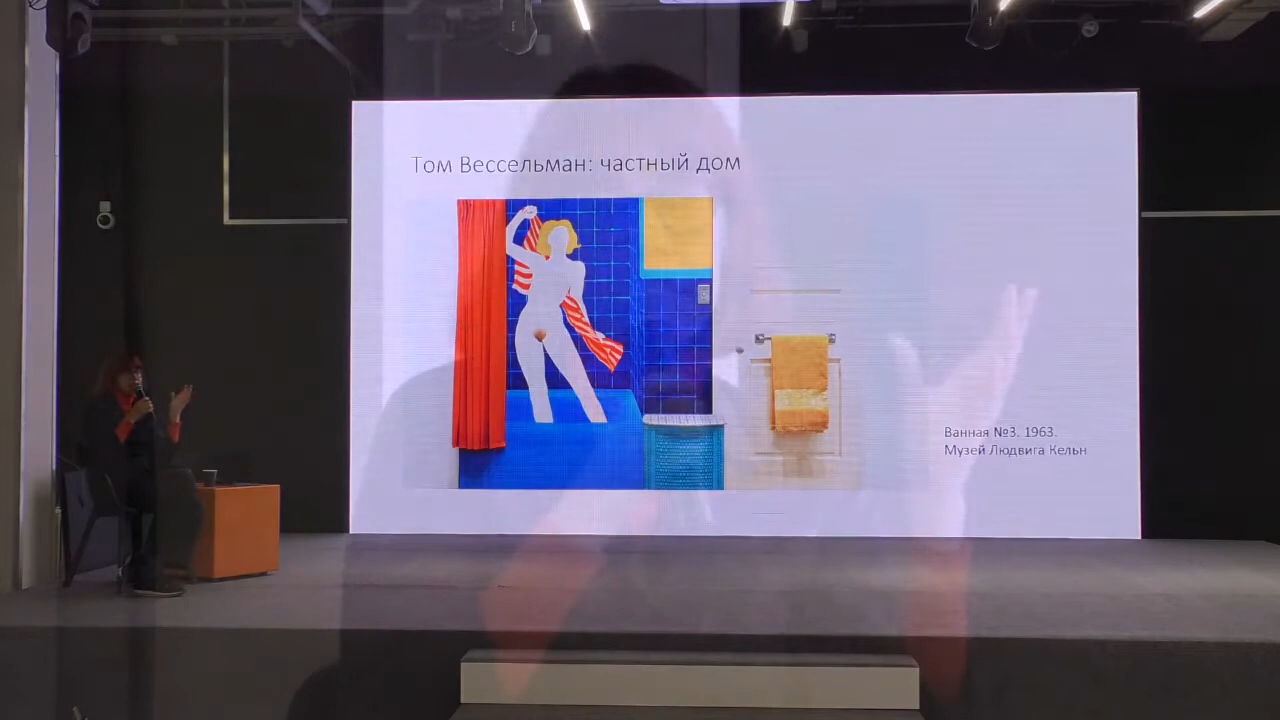 Том Вессельман: частный дом
Ванная №3. 1963.
Музей Людвига Кельн